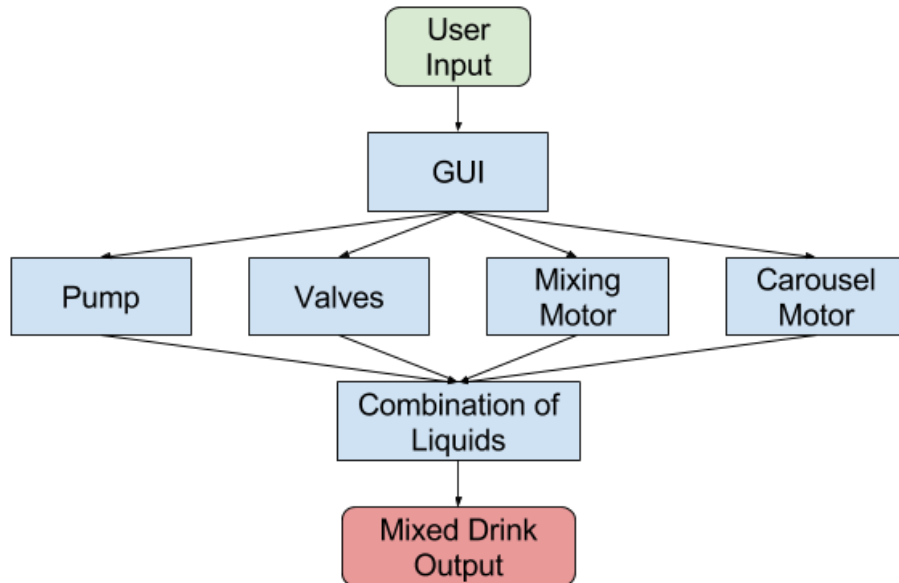 User
Input
GUI
Pump
Valves
Mixing
Motor
Carousel
Motor
Combination of
Liquids
Mixed Drink
Output